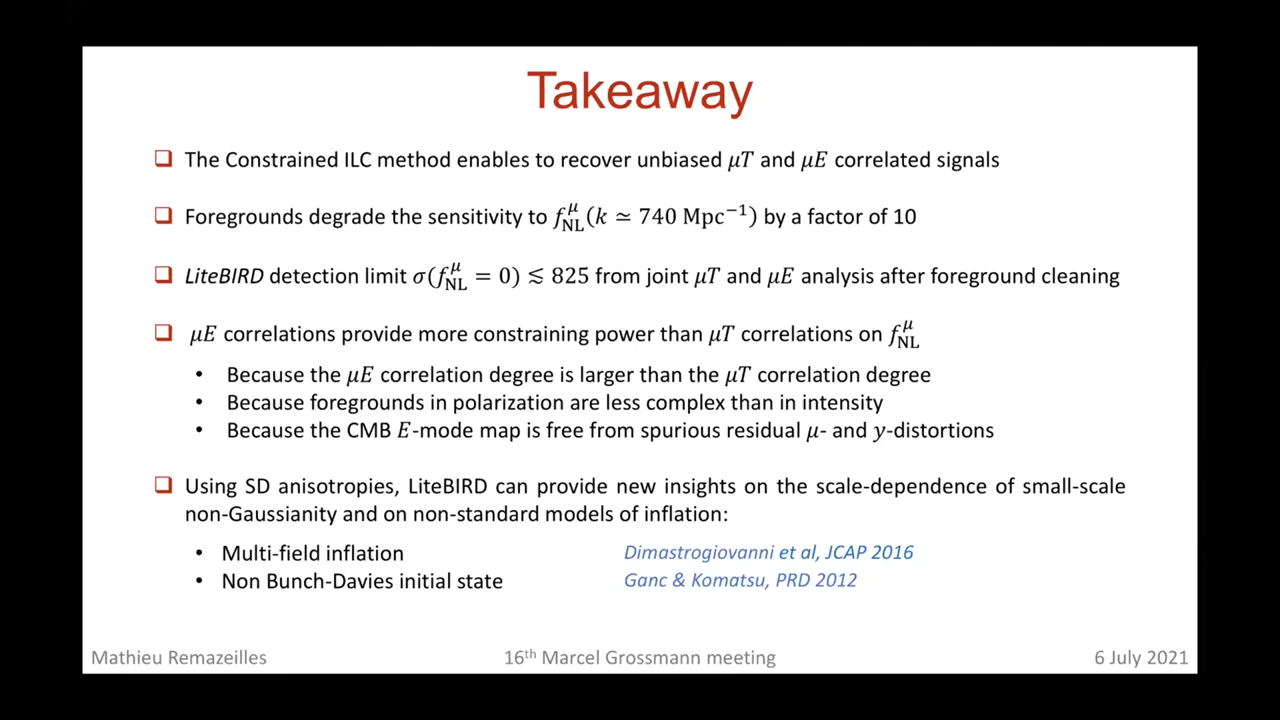 Takeaway
❑ The Constrained ILC method enables to recover unbiased 𝜇𝑇 and 𝜇𝐸 correlated signals
❑ Foregrounds degrade the sensitivity to f_NL^μ(k ≃ 740 Mpc⁻¹) by a factor of 10
❑ LiteBIRD detection limit σ(f_NL^μ = 0) ≲ 825 from joint 𝜇𝑇 and 𝜇𝐸 analysis after foreground cleaning
❑ 𝜇𝐸 correlations provide more constraining power than 𝜇𝑇 correlations on f_NL^μ
• Because the 𝜇𝐸 correlation degree is larger than the 𝜇𝑇 correlation degree
• Because foregrounds in polarization are less complex than in intensity
• Because the CMB 𝐸-mode map is free from spurious residual 𝜇- and 𝑦-distortions
❑ Using SD anisotropies, LiteBIRD can provide new insights on the scale-dependence of small-scale
non-Gaussianity and on non-standard models of inflation:
• Multi-field inflation Dimastrogiovanni et al, JCAP 2016
• Non Bunch-Davies initial state Ganc & Komatsu, PRD 2012
Mathieu Remazeilles 16th Marcel Grossmann meeting 6 July 2021